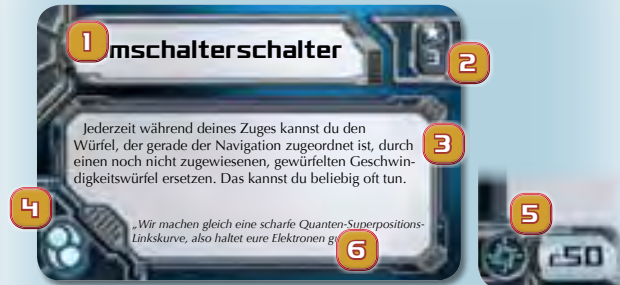 1
mschalterschalter
2
Jederzeit während deines Zuges kannst du den
Würfel, der gerade der Navigation zugeordnet ist, durch
einen noch nicht zugewiesenen, gewürfelten Geschwin-
digkeitswürfel ersetzen. Das kannst du beliebig oft tun.
3
4
„Wir machen gleich eine scharfe Quanten-Superpositions-
Linkskurve, also haltet eure Elektronen g
6
5
50